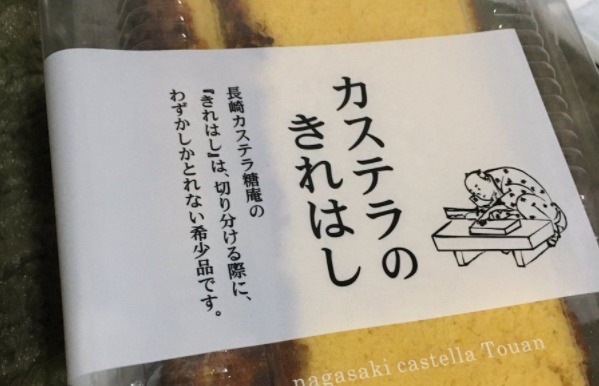 カステラの
きれはし
長崎カステラ糖庵の
『きれはし』は、切り分ける際に、
わずかしかとれない希少品です。
nagasaki castella Touan